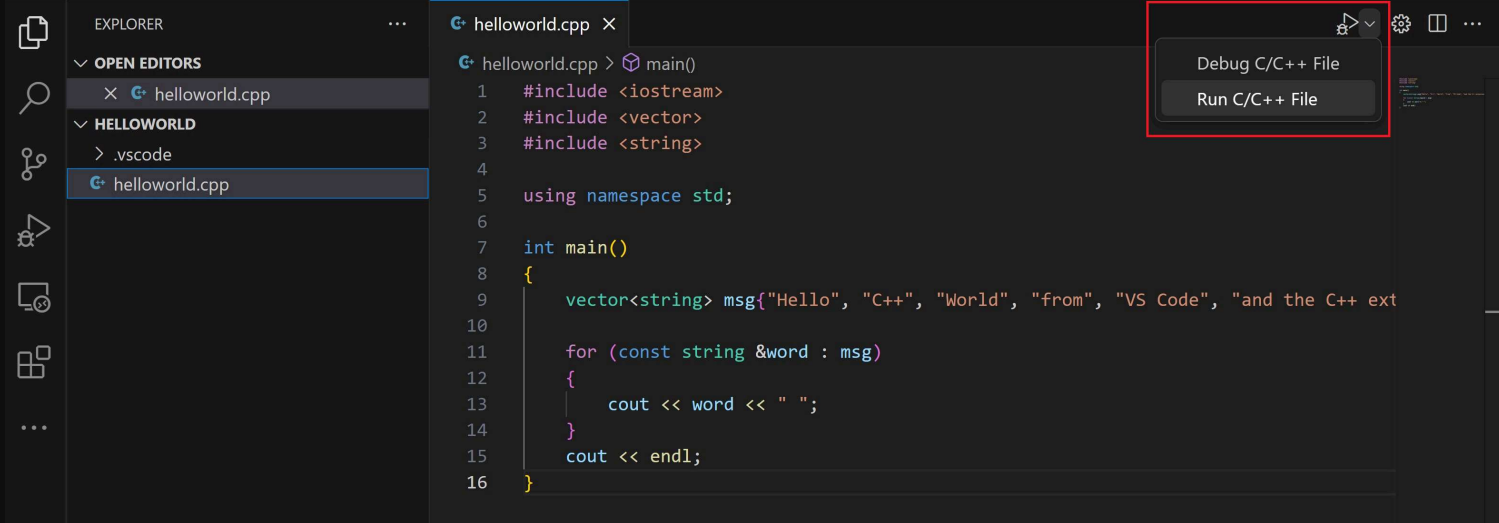 EXPLORER
OPEN EDITORS
helloworld.cpp
HELLOWORLD
.vscode
helloworld.cpp
helloworld.cpp
helloworld.cpp > main()
Debug C/C++ File
Run C/C++ File
1 #include <iostream>
2 #include <vector>
3 #include <string>
4
5 using namespace std;
6
7 int main()
8 {
9     vector<string> msg{"Hello", "C++", "World", "from", "VS Code", "and the C++ ext
10
11     for (const string &word : msg)
12     {
13         cout << word << " ";
14     }
15     cout << endl;
16 }